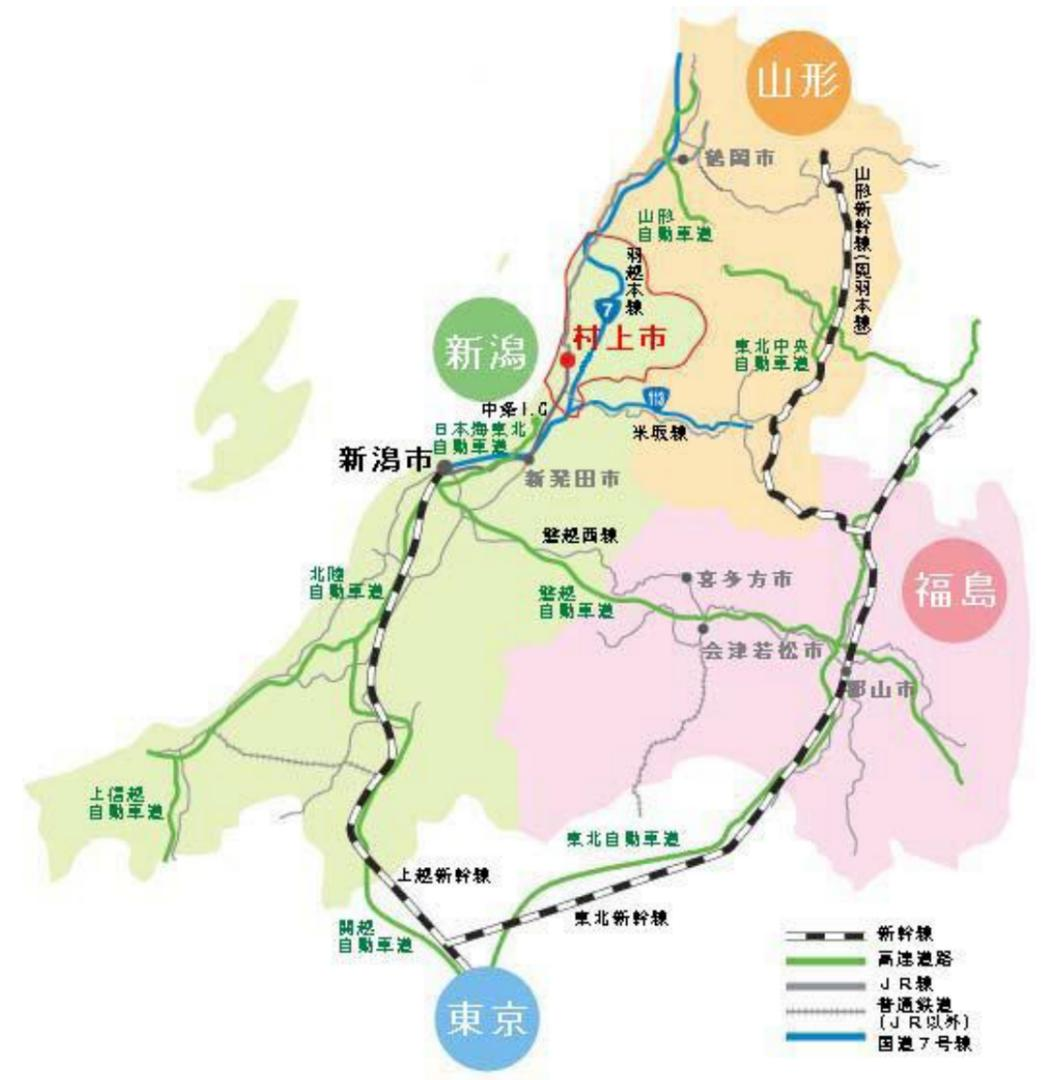 山形
鶴岡市
山形新幹線(奥羽本線)
山形
自動車道
羽越本線
7
新潟
村上市
東北中央
自動車道
113
中条I.C
日本海東北
自動車道
米坂線
新潟市
新発田市
磐越西線
北陸
自動車道
喜多方市
福島
磐越
自動車道
会津若松市
郡山市
上信越
自動車道
東北自動車道
上越新幹線
東北新幹線
関越
自動車道
東京
新幹線
高速道路
JR線
普通鉄道
(JR以外)
国道7号線